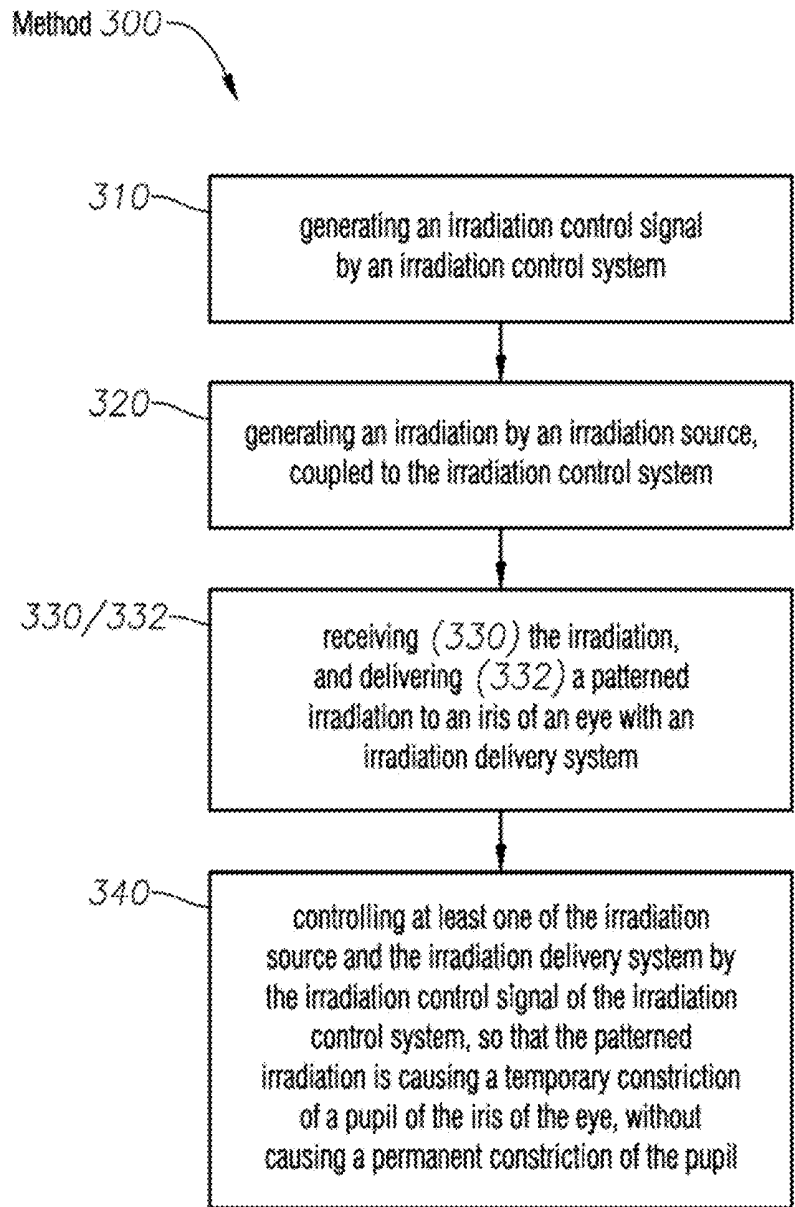 Method 300
310
generating an irradiation control signal
by an irradiation control system
320
generating an irradiation by an irradiation source,
coupled to the irradiation control system
330/332
receiving (330) the irradiation,
and delivering (332) a patterned
irradiation to an iris of an eye with an
irradiation delivery system
340
controlling at least one of the irradiation
source and the irradiation delivery system by
the irradiation control signal of the irradiation
control system, so that the patterned
irradiation is causing a temporary constriction
of a pupil of the iris of the eye, without
causing a permanent constriction of the pupil